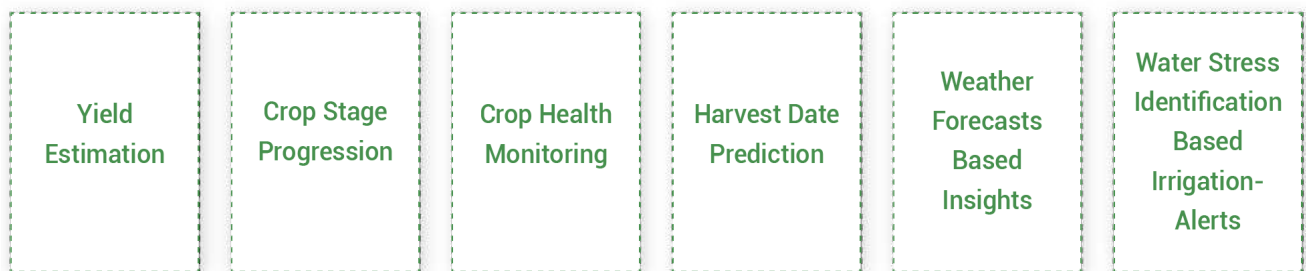 Yield
Estimation
Crop Stage
Progression
Crop Health
Monitoring
Harvest Date
Prediction
Weather
Forecasts
Based
Insights
Water Stress
Identification
Based
Irrigation-
Alerts